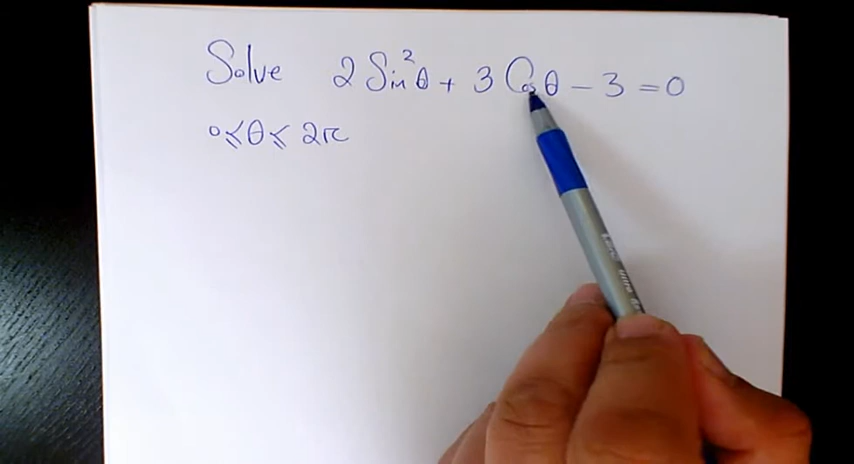 Solve 2 Sin²θ + 3 Cosθ - 3 = 0
0 ≤ θ ≤ 2π